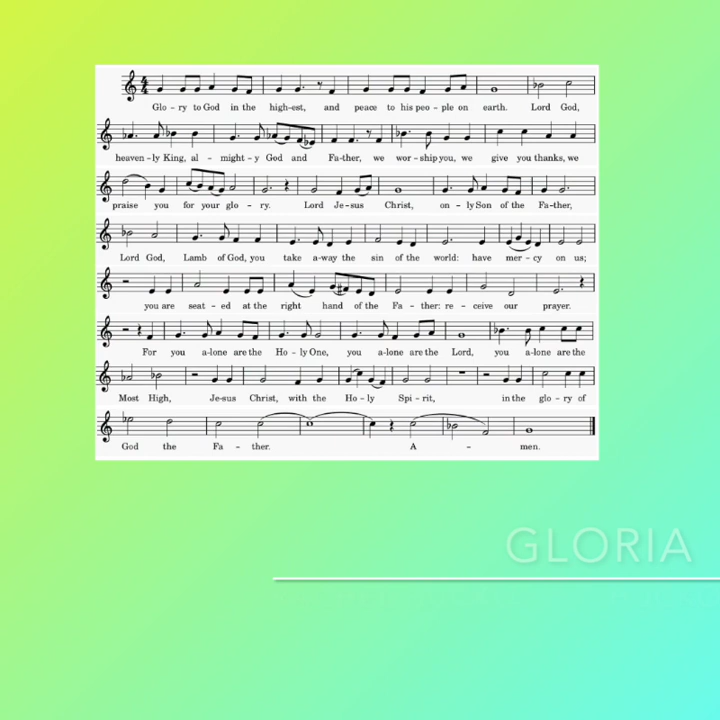 Glo - ry to God in the high-est, and peace to his peo - ple on earth. Lord God,
heaven - ly King, al - might - y God and Fa-ther, we wor - ship you, we give you thanks, we
praise you for your glo - ry. Lord Je - sus Christ, on - ly Son of the Fa-ther,
Lord God, Lamb of God, you take a-way the sin of the world: have mer - cy on us;
you are seat - ed at the right hand of the Fa - ther: re - ceive our prayer.
For you a-lone are the Ho - ly One, you a-lone are the Lord, you a-lone are the
Most High, Je-sus Christ, with the Ho - ly Spi - rit, in the glo - ry of
God the Fa - ther. A - men.
GLORIA